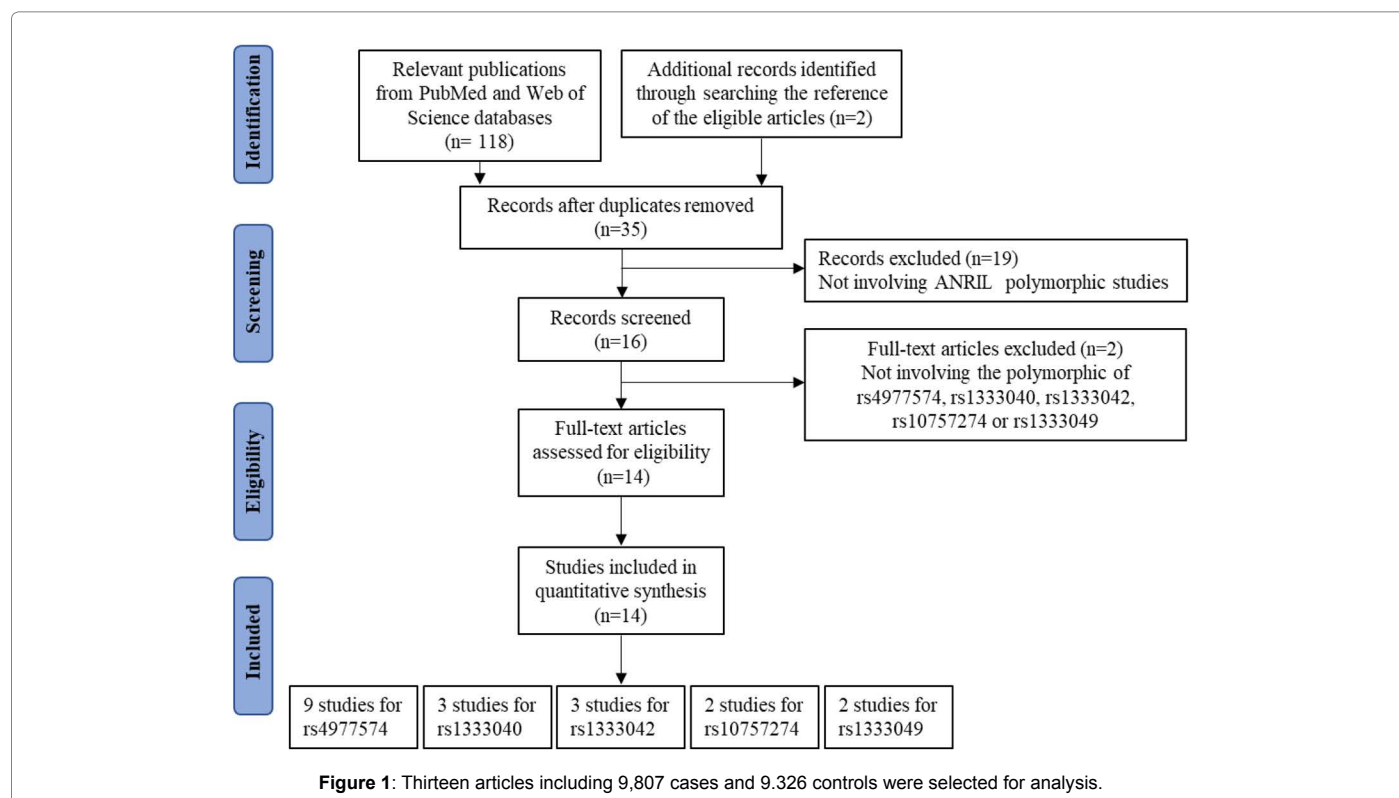 Identification
Relevant publications
from PubMed and Web of
Science databases
(n= 118)
Additional records identified
through searching the reference
of the eligible articles (n=2)
Records after duplicates removed
(n=35)
Screening
Records excluded (n=19)
Not involving ANRIL polymorphic studies
Records screened
(n=16)
Full-text articles excluded (n=2)
Not involving the polymorphic of
rs4977574, rs1333040, rs1333042,
rs10757274 or rs1333049
Eligibility
Full-text articles
assessed for eligibility
(n=14)
Included
Studies included in
quantitative synthesis
(n=14)
9 studies for
rs4977574
3 studies for
rs1333040
3 studies for
rs1333042
2 studies for
rs10757274
2 studies for
rs1333049
Figure 1: Thirteen articles including 9,807 cases and 9.326 controls were selected for analysis.